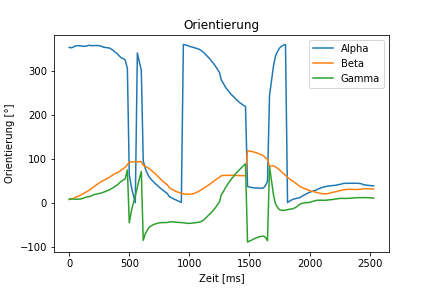 Orientierung
Alpha
Beta
Gamma
Orientierung [°]
300
200
100
0
−100
0
500
1000
1500
2000
2500
Zeit [ms]